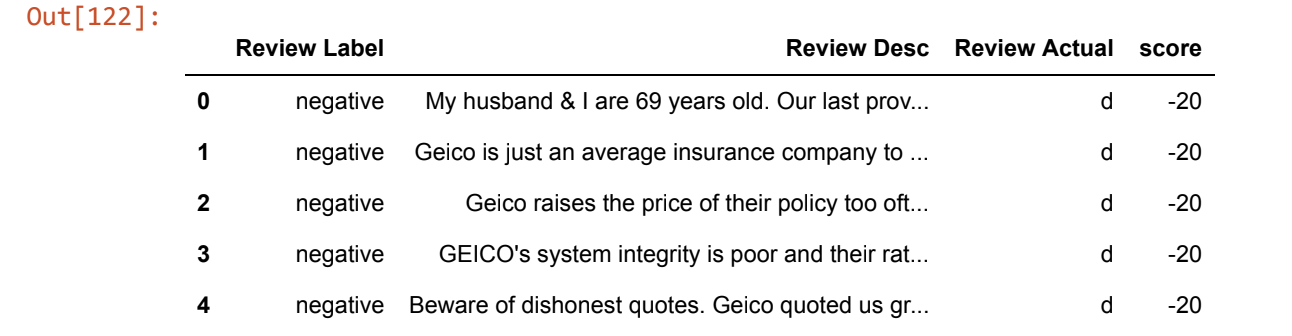 Out[122]:
Review Label Review Desc Review Actual score
0 negative My husband & I are 69 years old. Our last prov... d -20
1 negative Geico is just an average insurance company to ... d -20
2 negative Geico raises the price of their policy too oft... d -20
3 negative GEICO's system integrity is poor and their rat... d -20
4 negative Beware of dishonest quotes. Geico quoted us gr... d -20